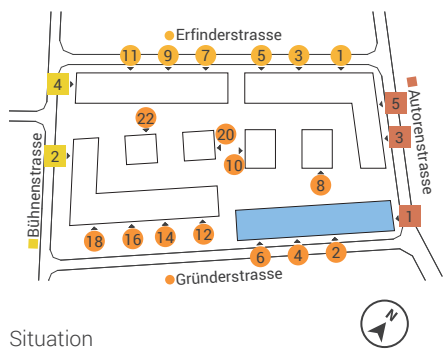 Erfinderstrasse
11 9 7 5 3 1
4
5
Autorenstrasse
3
22
20
10
2
8
Bühnenstrasse
1
18 16 14 12
6 4 2
Gründerstrasse
N
Situation